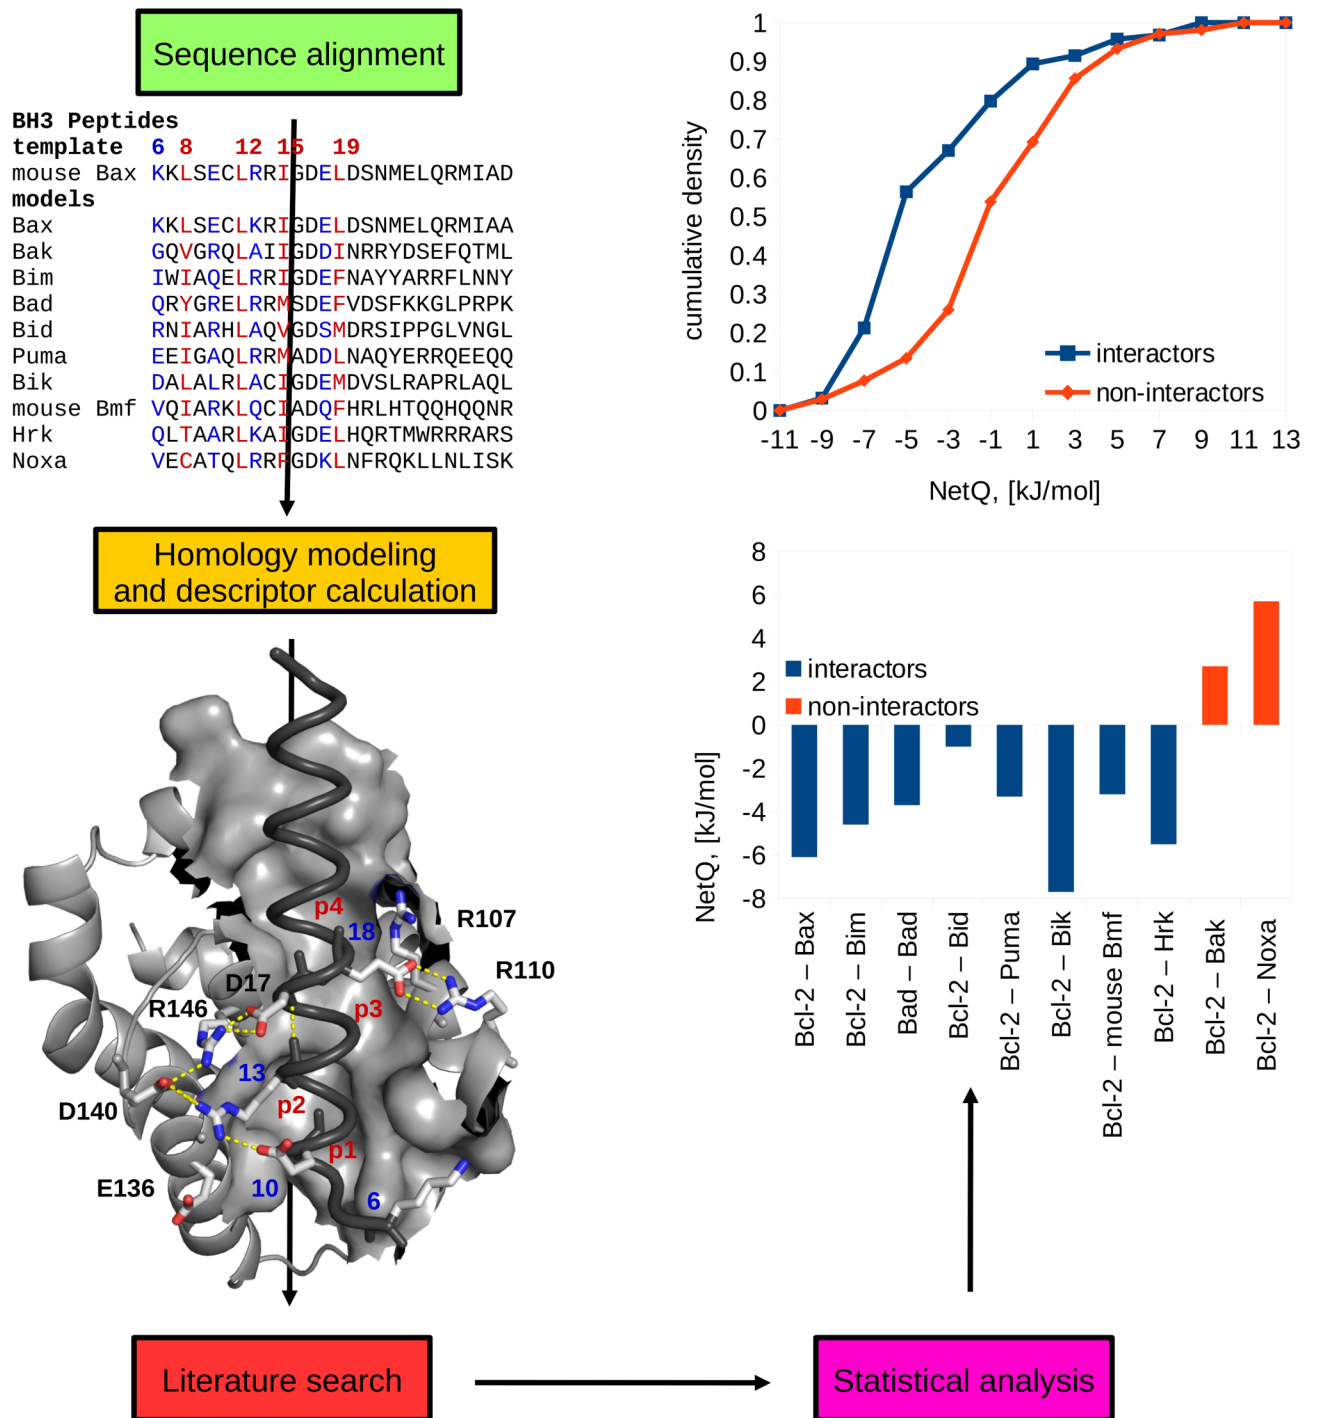 Sequence alignment
BH3 Peptides
template 6 8 12 15 19
mouse Bax KKLSECLRRIGDELDSNMELQRMIAD
models
Bax KKLSECLKRIGDELDSNMELQRMIAA
Bak GQVGRQLAIIGDDINRRYDSEFQTML
Bim IWIAQELRRIGDEFNAYYARRFLNNY
Bad QRYGRELRRMSDEFVDSFKKGLPRPK
Bid RNIARHLAQVGDSMDRSIPPGLVNGL
Puma EEIGAQLRRMADDLNAQYERRQEEQQ
Bik DALALRLACIGDEMDVSLRAPRLAQL
mouse Bmf VQIARKLQCIADQFHRLHTQQHQQNR
Hrk QLTAARLKAIGDELHQRTMWRRRARS
Noxa VECATQLRRFGDKLNFRQKLLNLISK
Homology modeling
and descriptor calculation
p4
18
R107
D17
R110
R146
p3
13
p2
D140
p1
E136
10
6
Literature search
Statistical analysis
1
0.9
0.8
0.7
0.6
0.5
0.4
0.3
0.2
0.1
0
cumulative density
interactors
non-interactors
-11 -9 -7 -5 -3 -1 1 3 5 7 9 11 13
NetQ, [kJ/mol]
8
6
4
2
0
-2
-4
-6
-8
NetQ, [kJ/mol]
interactors
non-interactors
Bcl-2 – Bax
Bcl-2 – Bim
Bad – Bad
Bcl-2 – Bid
Bcl-2 – Puma
Bcl-2 – Bik
Bcl-2 – mouse Bmf
Bcl-2 – Hrk
Bcl-2 – Bak
Bcl-2 – Noxa